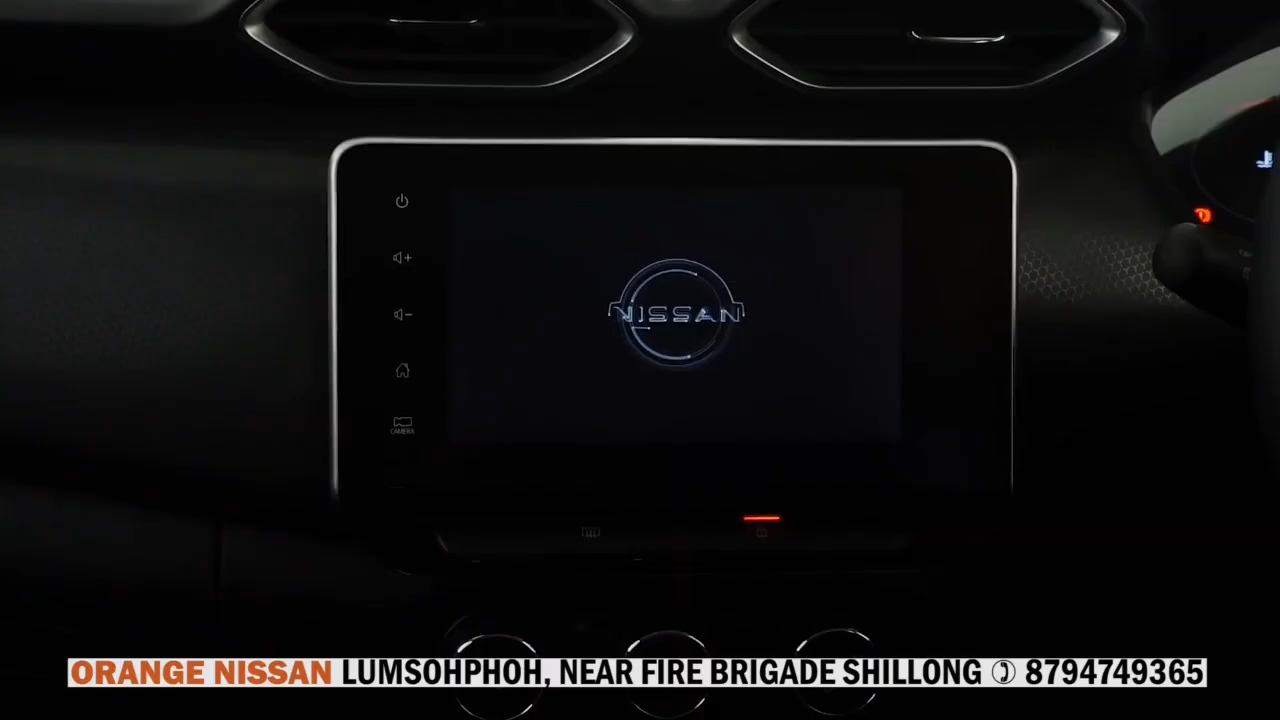 NISSAN
CAMERA
ORANGE NISSAN LUMSOHPHOH, NEAR FIRE BRIGADE SHILLONG ✆ 8794749365